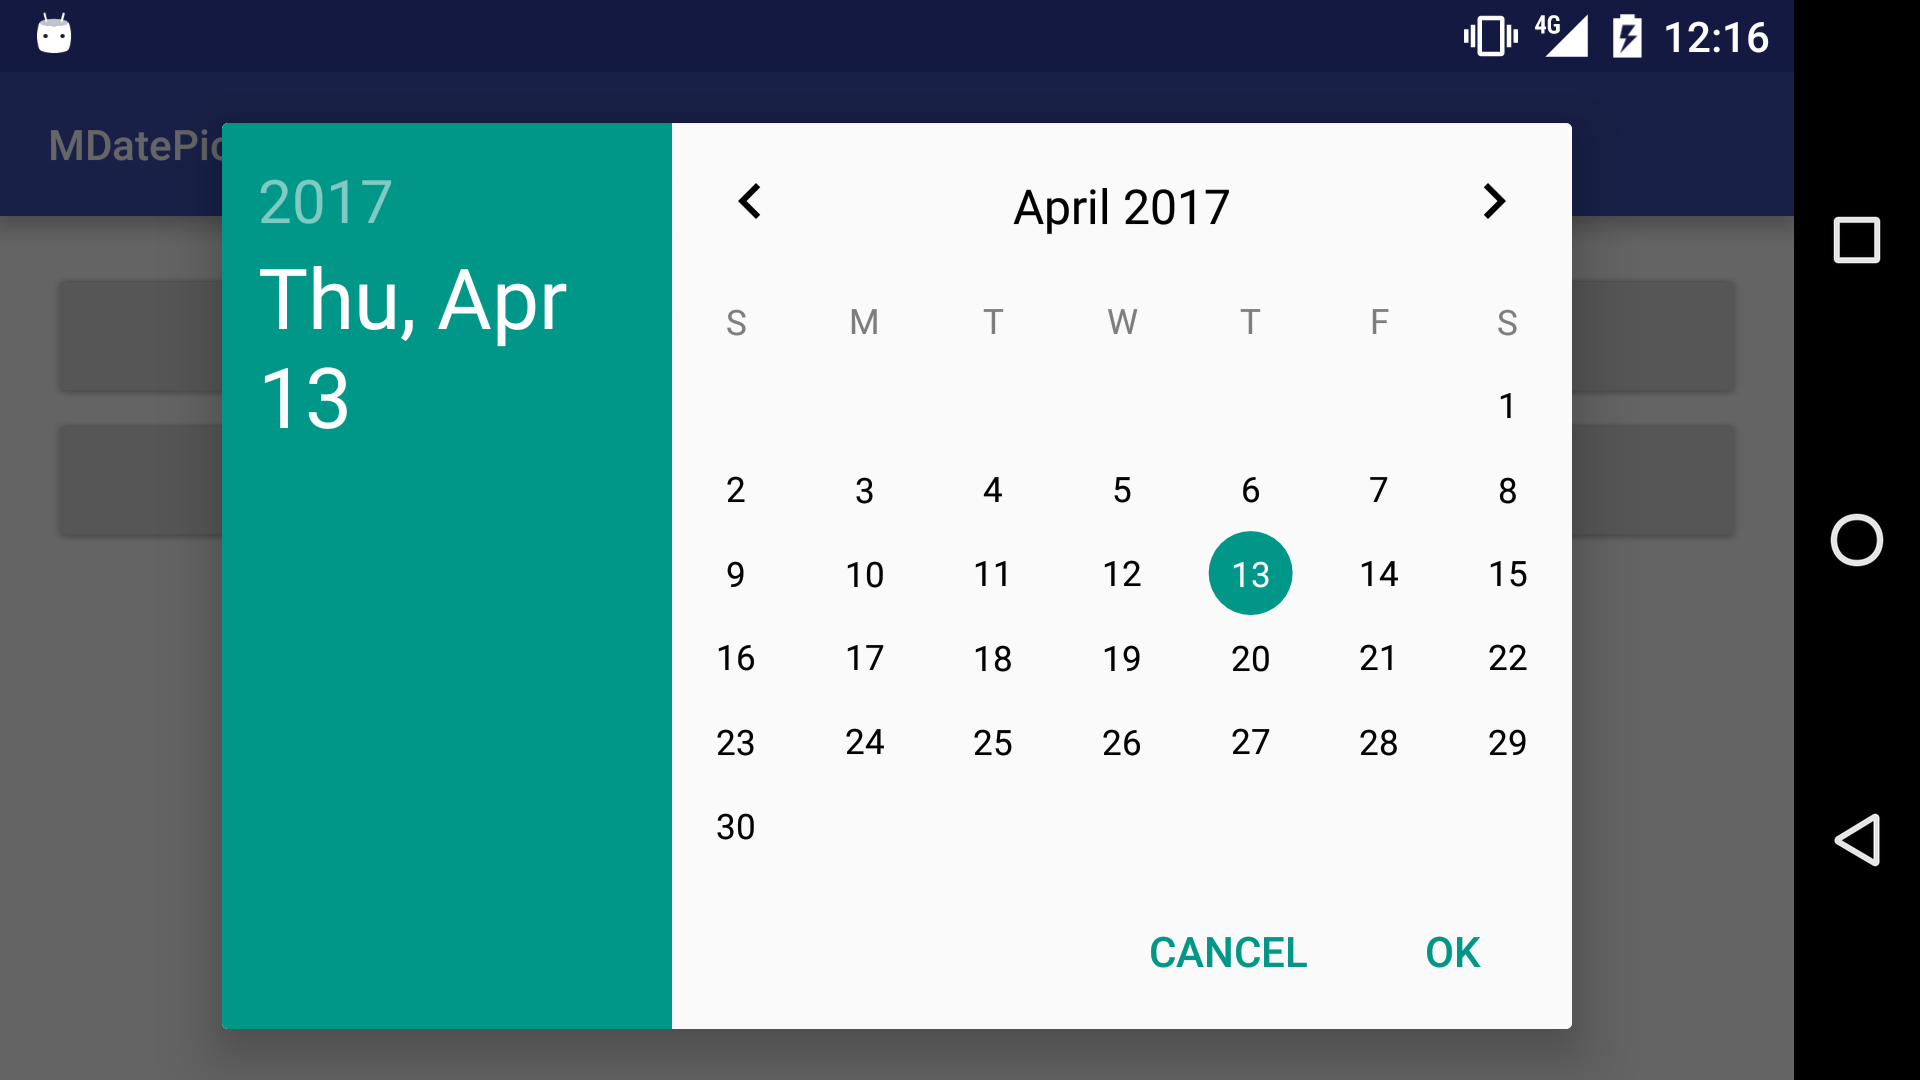 4G 12:16
MDatePic
2017
Thu, Apr
13
April 2017
S M T W T F S
1
2 3 4 5 6 7 8
9 10 11 12 13 14 15
16 17 18 19 20 21 22
23 24 25 26 27 28 29
30
CANCEL OK